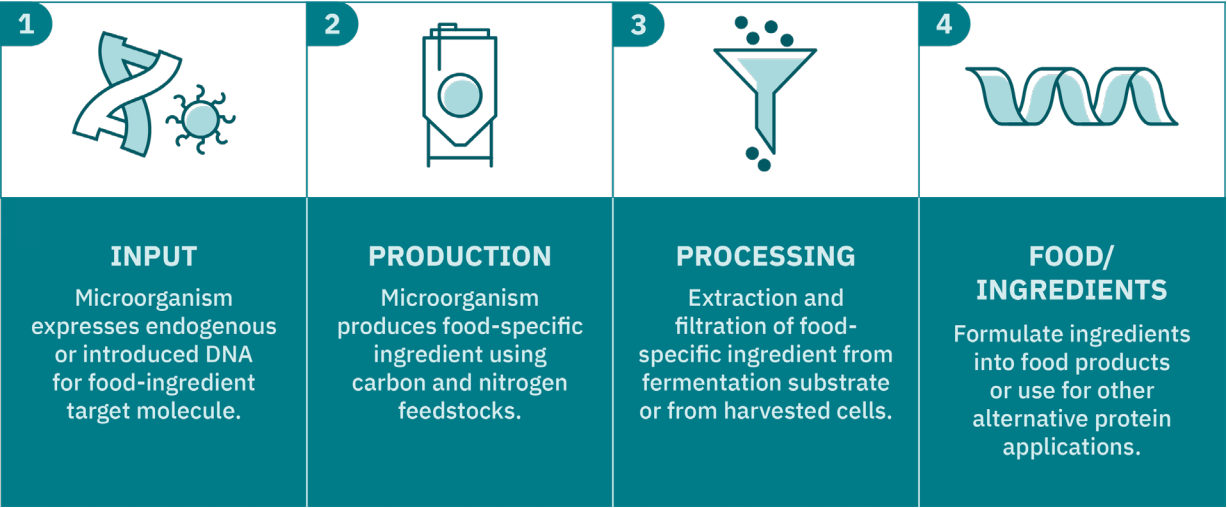 1
INPUT
Microorganism
expresses endogenous
or introduced DNA
for food-ingredient
target molecule.
2
PRODUCTION
Microorganism
produces food-specific
ingredient using
carbon and nitrogen
feedstocks.
3
PROCESSING
Extraction and
filtration of food-
specific ingredient from
fermentation substrate
or from harvested cells.
4
FOOD/
INGREDIENTS
Formulate ingredients
into food products
or use for other
alternative protein
applications.